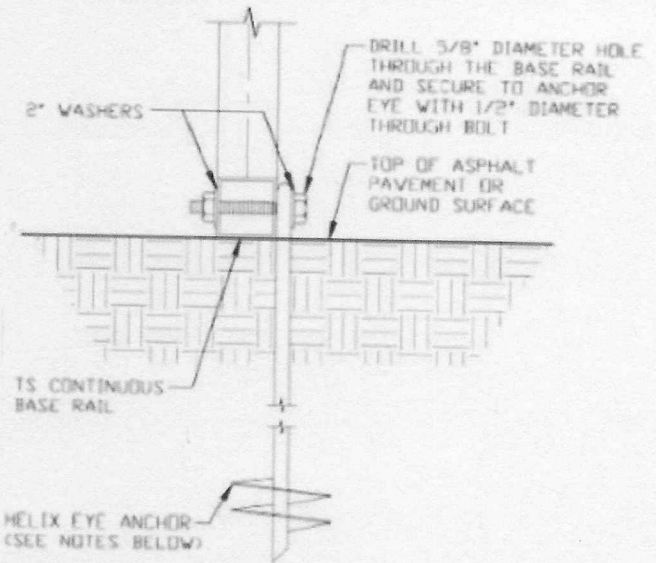 DRILL 5/8" DIAMETER HOLE
THROUGH THE BASE RAIL
AND SECURE TO ANCHOR
EYE WITH 1/2" DIAMETER
THROUGH BOLT
2" WASHERS
TOP OF ASPHALT
PAVEMENT OR
GROUND SURFACE
TS CONTINUOUS
BASE RAIL
HELIX EYE ANCHOR
(SEE NOTES BELOW)